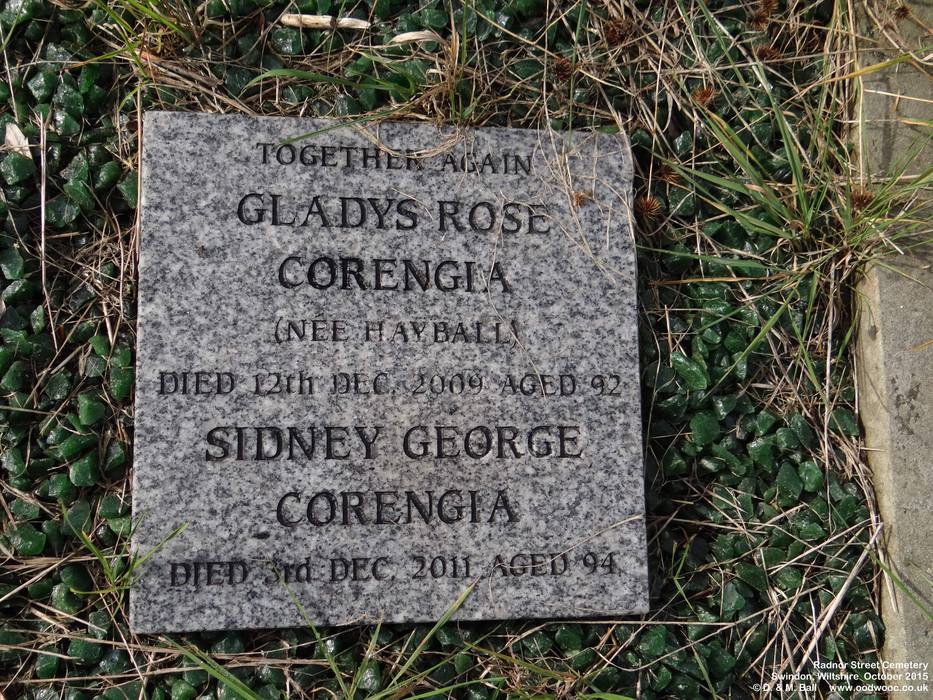 TOGETHER AGAIN
GLADYS ROSE
CORENGIA
(NÉE HAYBALL)
DIED 12th DEC. 2009 AGED 92
SIDNEY GEORGE
CORENGIA
DIED 3rd DEC. 2011 AGED 94
Radnor Street Cemetery
Swindon, Wiltshire, October 2015
© D. & M. Ball www.oodwooc.co.uk